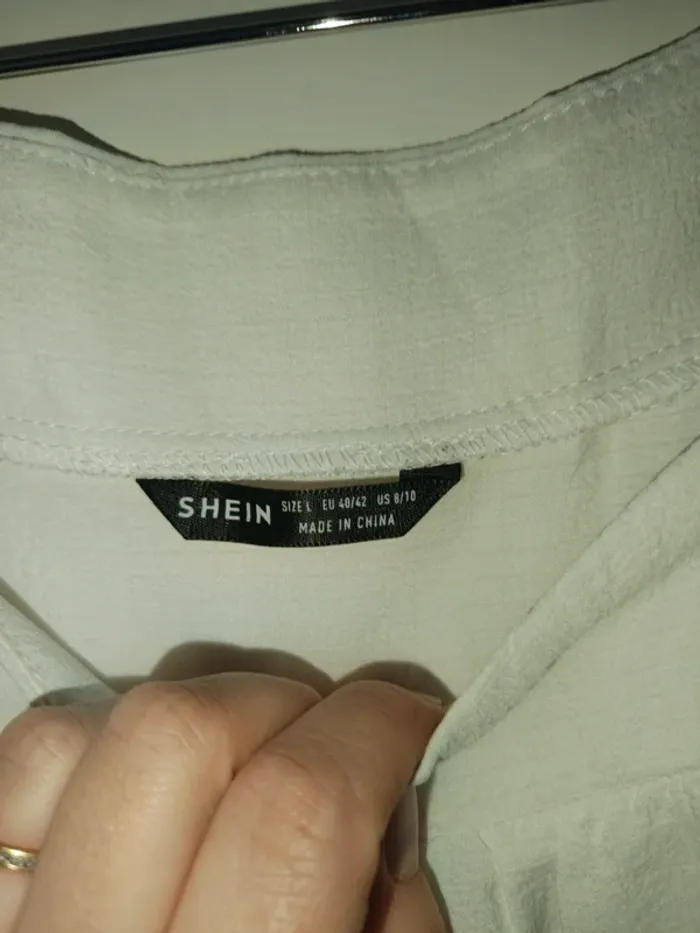 SHEIN
SIZE L EU 40/42 US 8/10
MADE IN CHINA